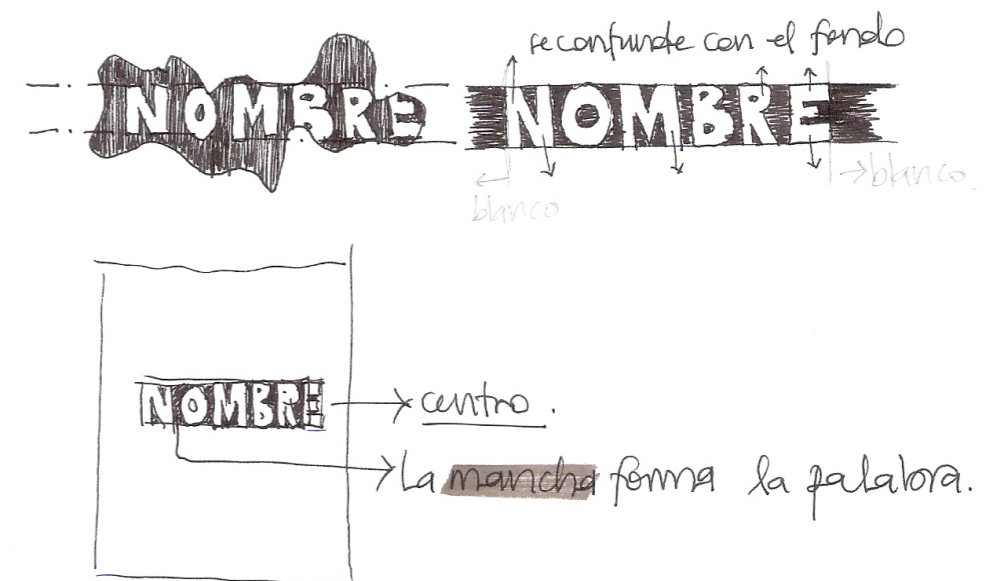 se confunde con el fondo
NOMBRE
NOMBRE
blanco
blanco.
NOMBRE
centro.
La mancha forma la palabra.